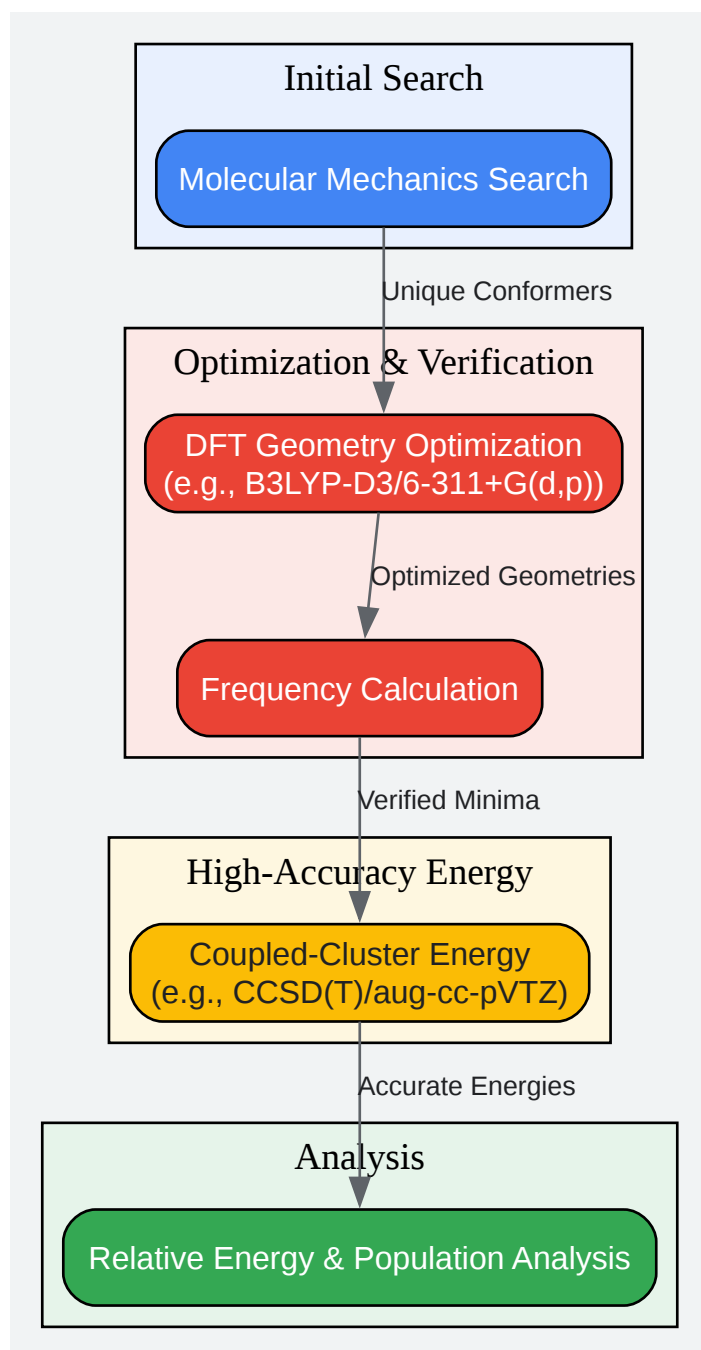 Initial Search
Molecular Mechanics Search
Unique Conformers
Optimization & Verification
DFT Geometry Optimization
(e.g., B3LYP-D3/6-311+G(d,p))
Optimized Geometries
Frequency Calculation
Verified Minima
High-Accuracy Energy
Coupled-Cluster Energy
(e.g., CCSD(T)/aug-cc-pVTZ)
Accurate Energies
Analysis
Relative Energy & Population Analysis